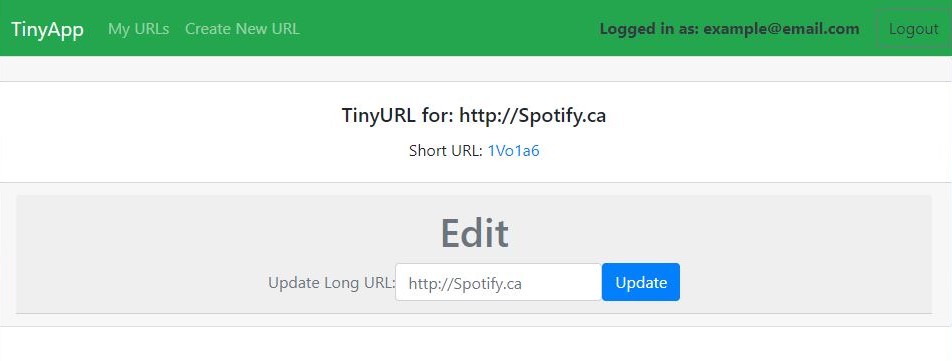 TinyApp My URLs Create New URL Logged in as: example@email.com Logout
TinyURL for: http://Spotify.ca
Short URL: 1Vo1a6
Edit
Update Long URL: http://Spotify.ca Update